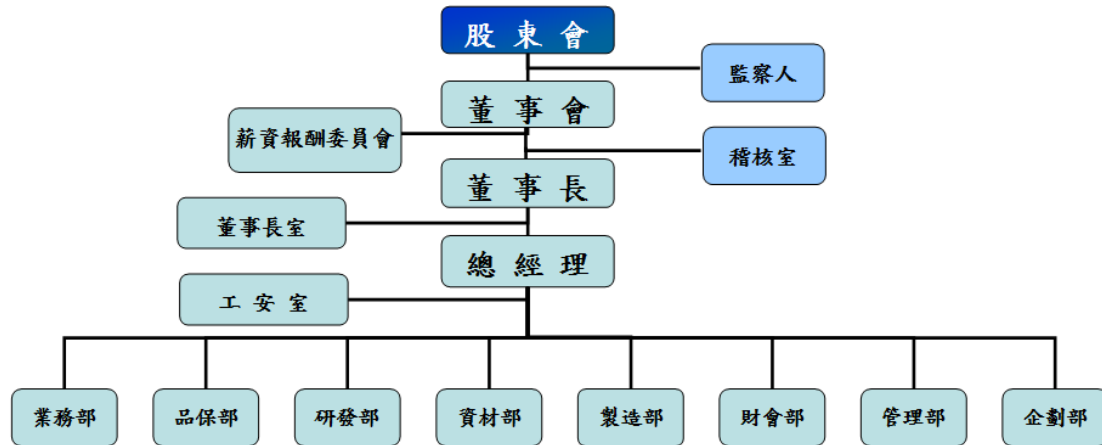 股東會
監察人
董事會
薪資報酬委員會
稽核室
董事長
董事長室
總經理
工安室
業務部
品保部
研發部
資材部
製造部
財會部
管理部
企劃部